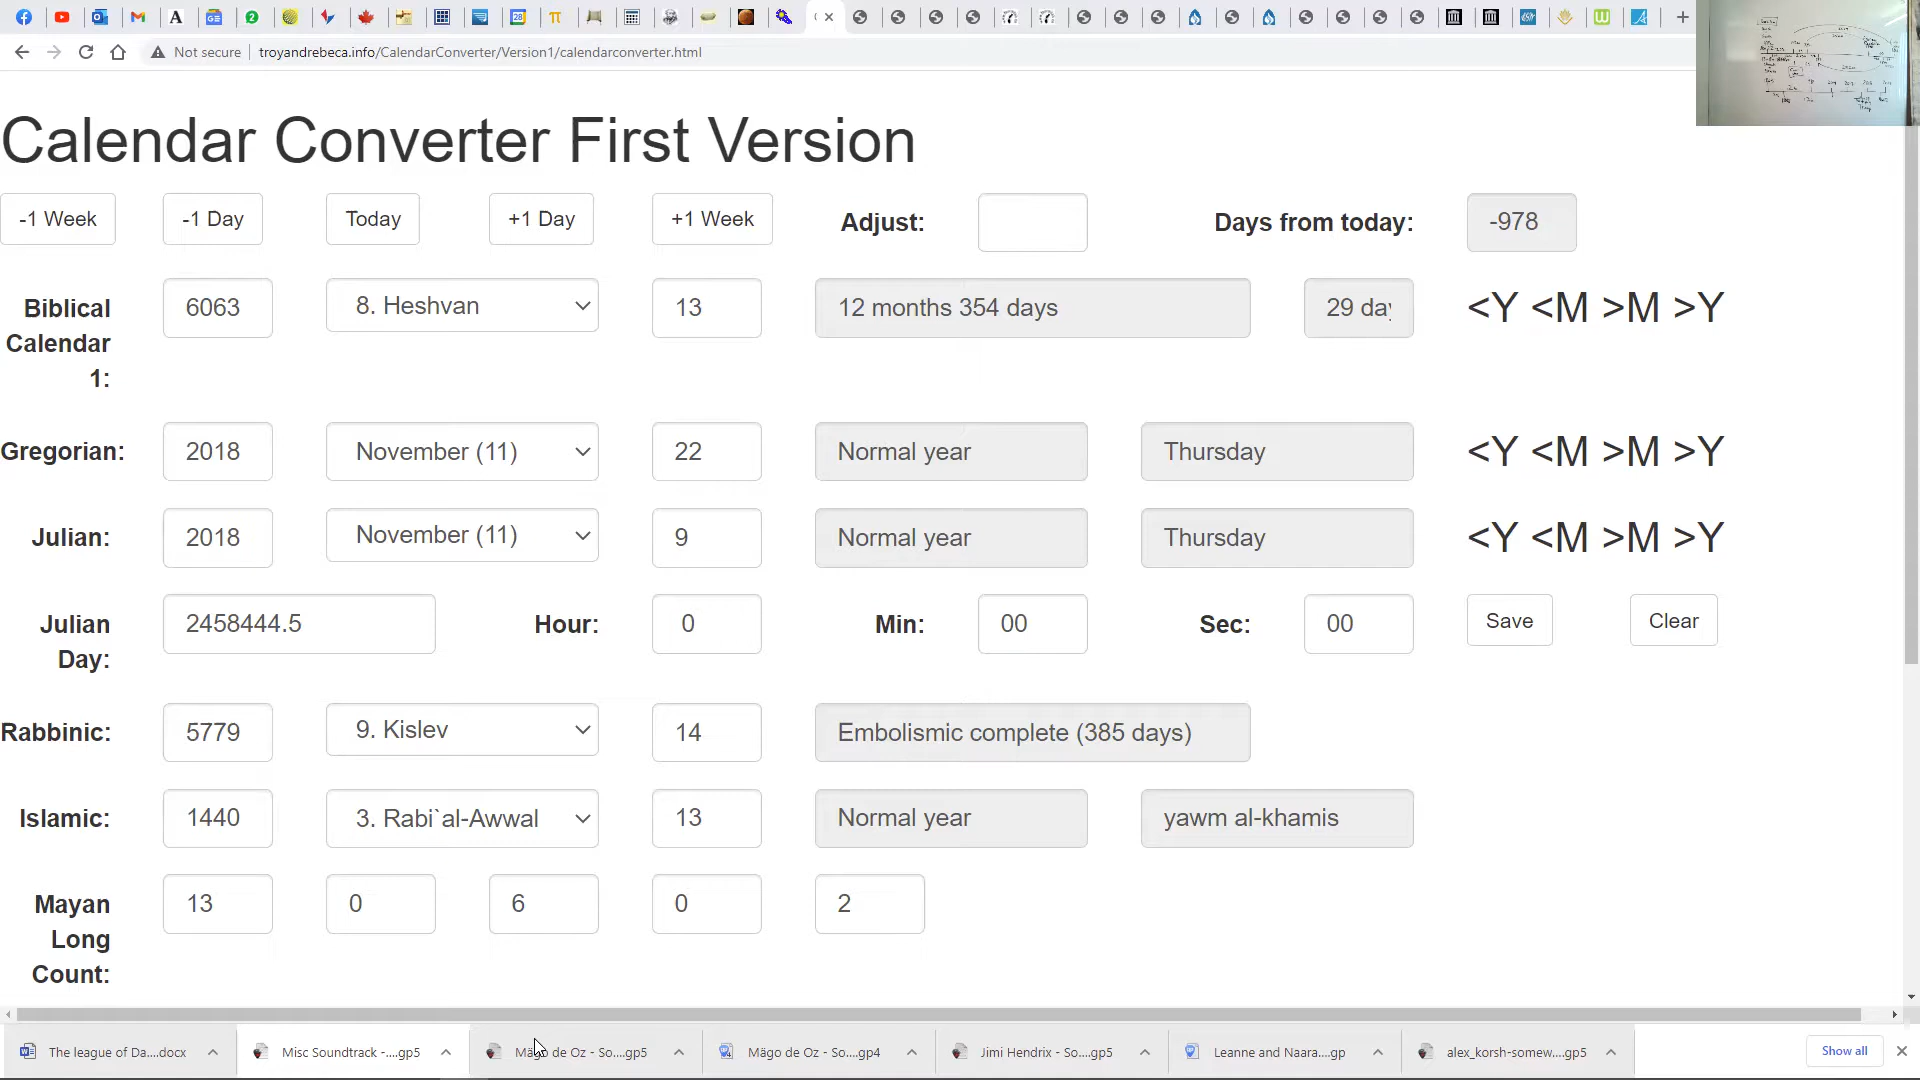 Not secure troyandrebeca.info/CalendarConverter/Version1/calendarconverter.html
Calendar Converter First Version
-1 Week -1 Day Today +1 Day +1 Week Adjust: Days from today: -978
Biblical Calendar 1: 6063 8. Heshvan 13 12 months 354 days 29 day <Y <M >M >Y
Gregorian: 2018 November (11) 22 Normal year Thursday <Y <M >M >Y
Julian: 2018 November (11) 9 Normal year Thursday <Y <M >M >Y
Julian Day: 2458444.5 Hour: 0 Min: 00 Sec: 00 Save Clear
Rabbinic: 5779 9. Kislev 14 Embolismic complete (385 days)
Islamic: 1440 3. Rabi`al-Awwal 13 Normal year yawm al-khamis
Mayan Long Count: 13 0 6 0 2
The league of Da....docx Misc Soundtrack -....gp5 Mägo de Oz - So....gp5 Mägo de Oz - So....gp4 Jimi Hendrix - So....gp5 Leanne and Naara....gp alex_korsh-somew....gp5 Show all